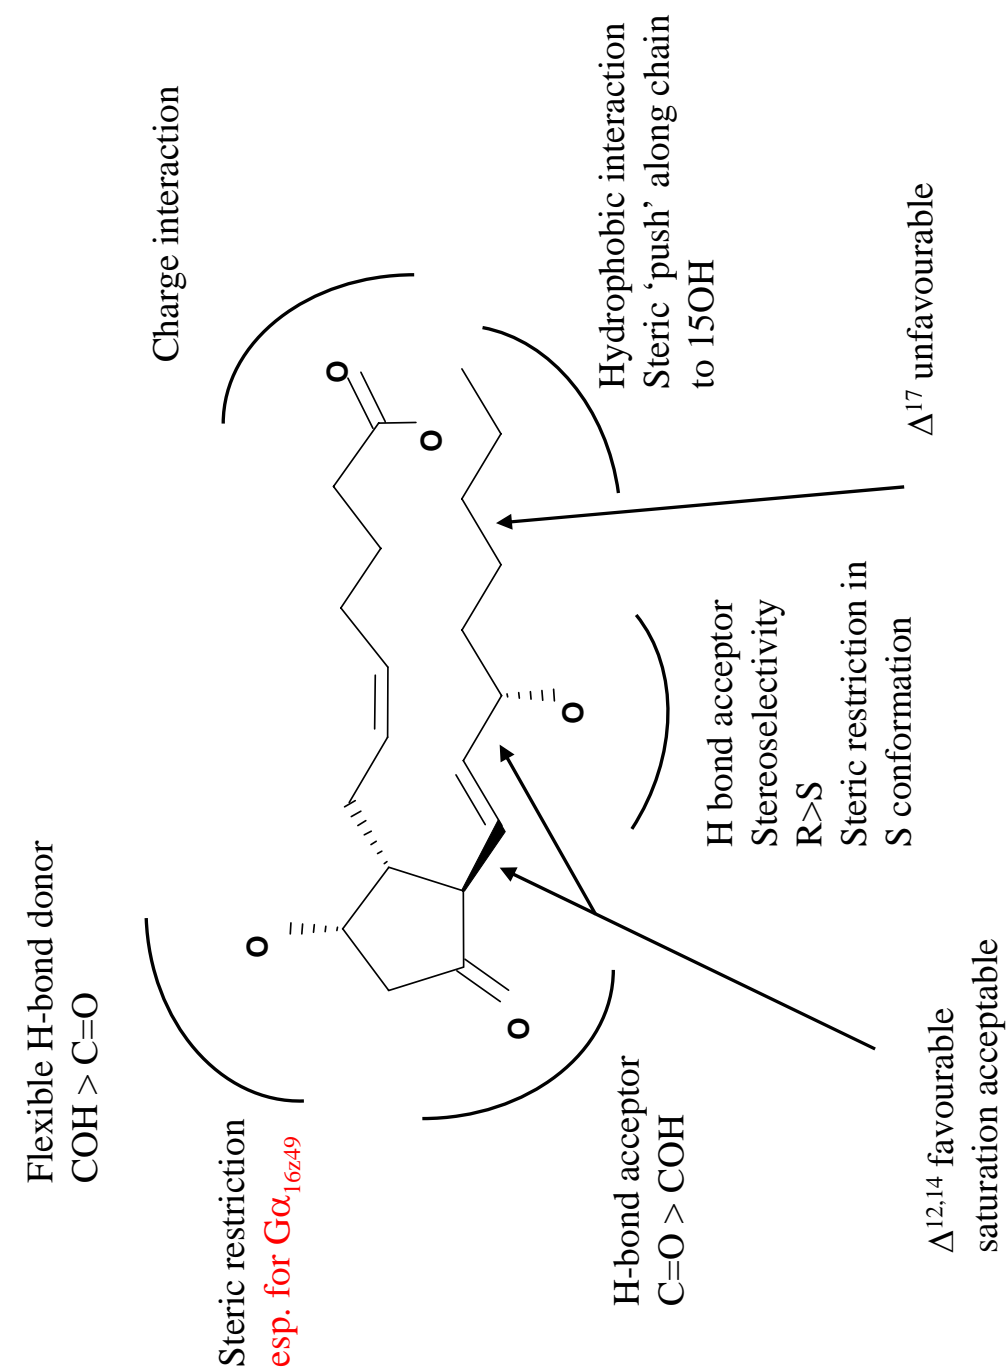 Flexible H-bond donor
COH > C=O
Charge interaction
Steric restriction
esp. for Gα16z49
O
O
O
O
O
H-bond acceptor
C=O > COH
Hydrophobic interaction
Steric ‘push’ along chain
to 15OH
H bond acceptor
Stereoselectivity
R>S
Steric restriction in
S conformation
Δ12,14 favourable
saturation acceptable
Δ17 unfavourable